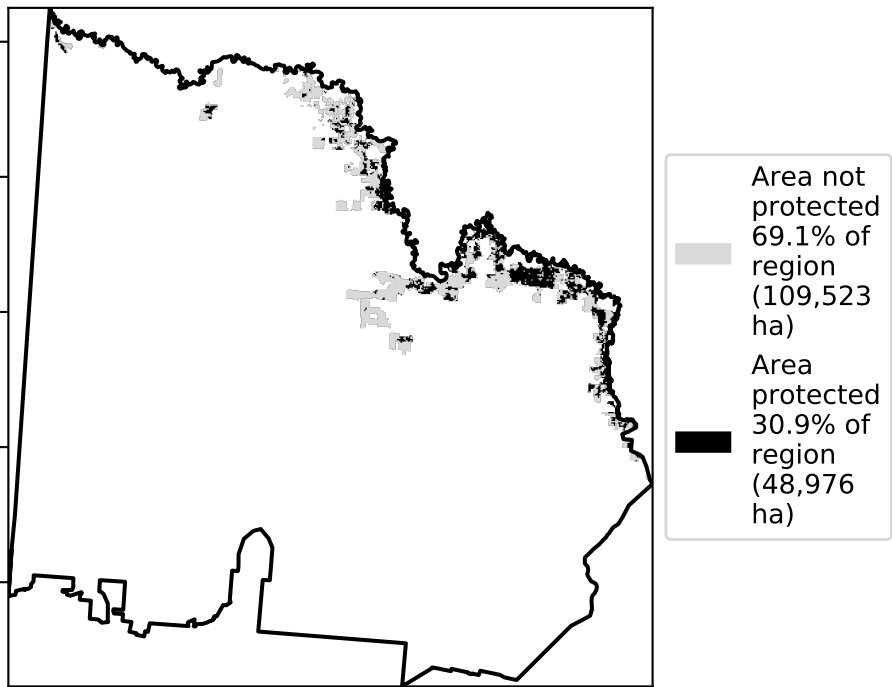 Area not
protected
69.1% of
region
(109,523
ha)
Area
protected
30.9% of
region
(48,976
ha)